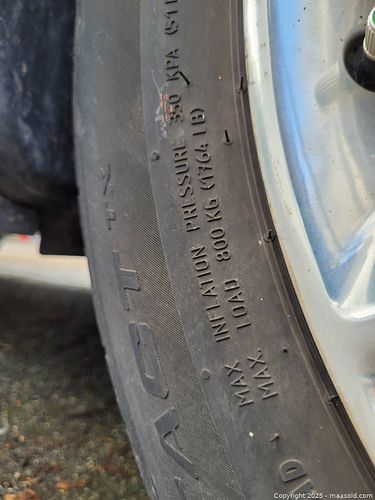 MAX INFLATION PRESSURE 350 KPA (51
MAX. LOAD 800 KG (1764 LB)
Copyright 2025 - maxsold.com